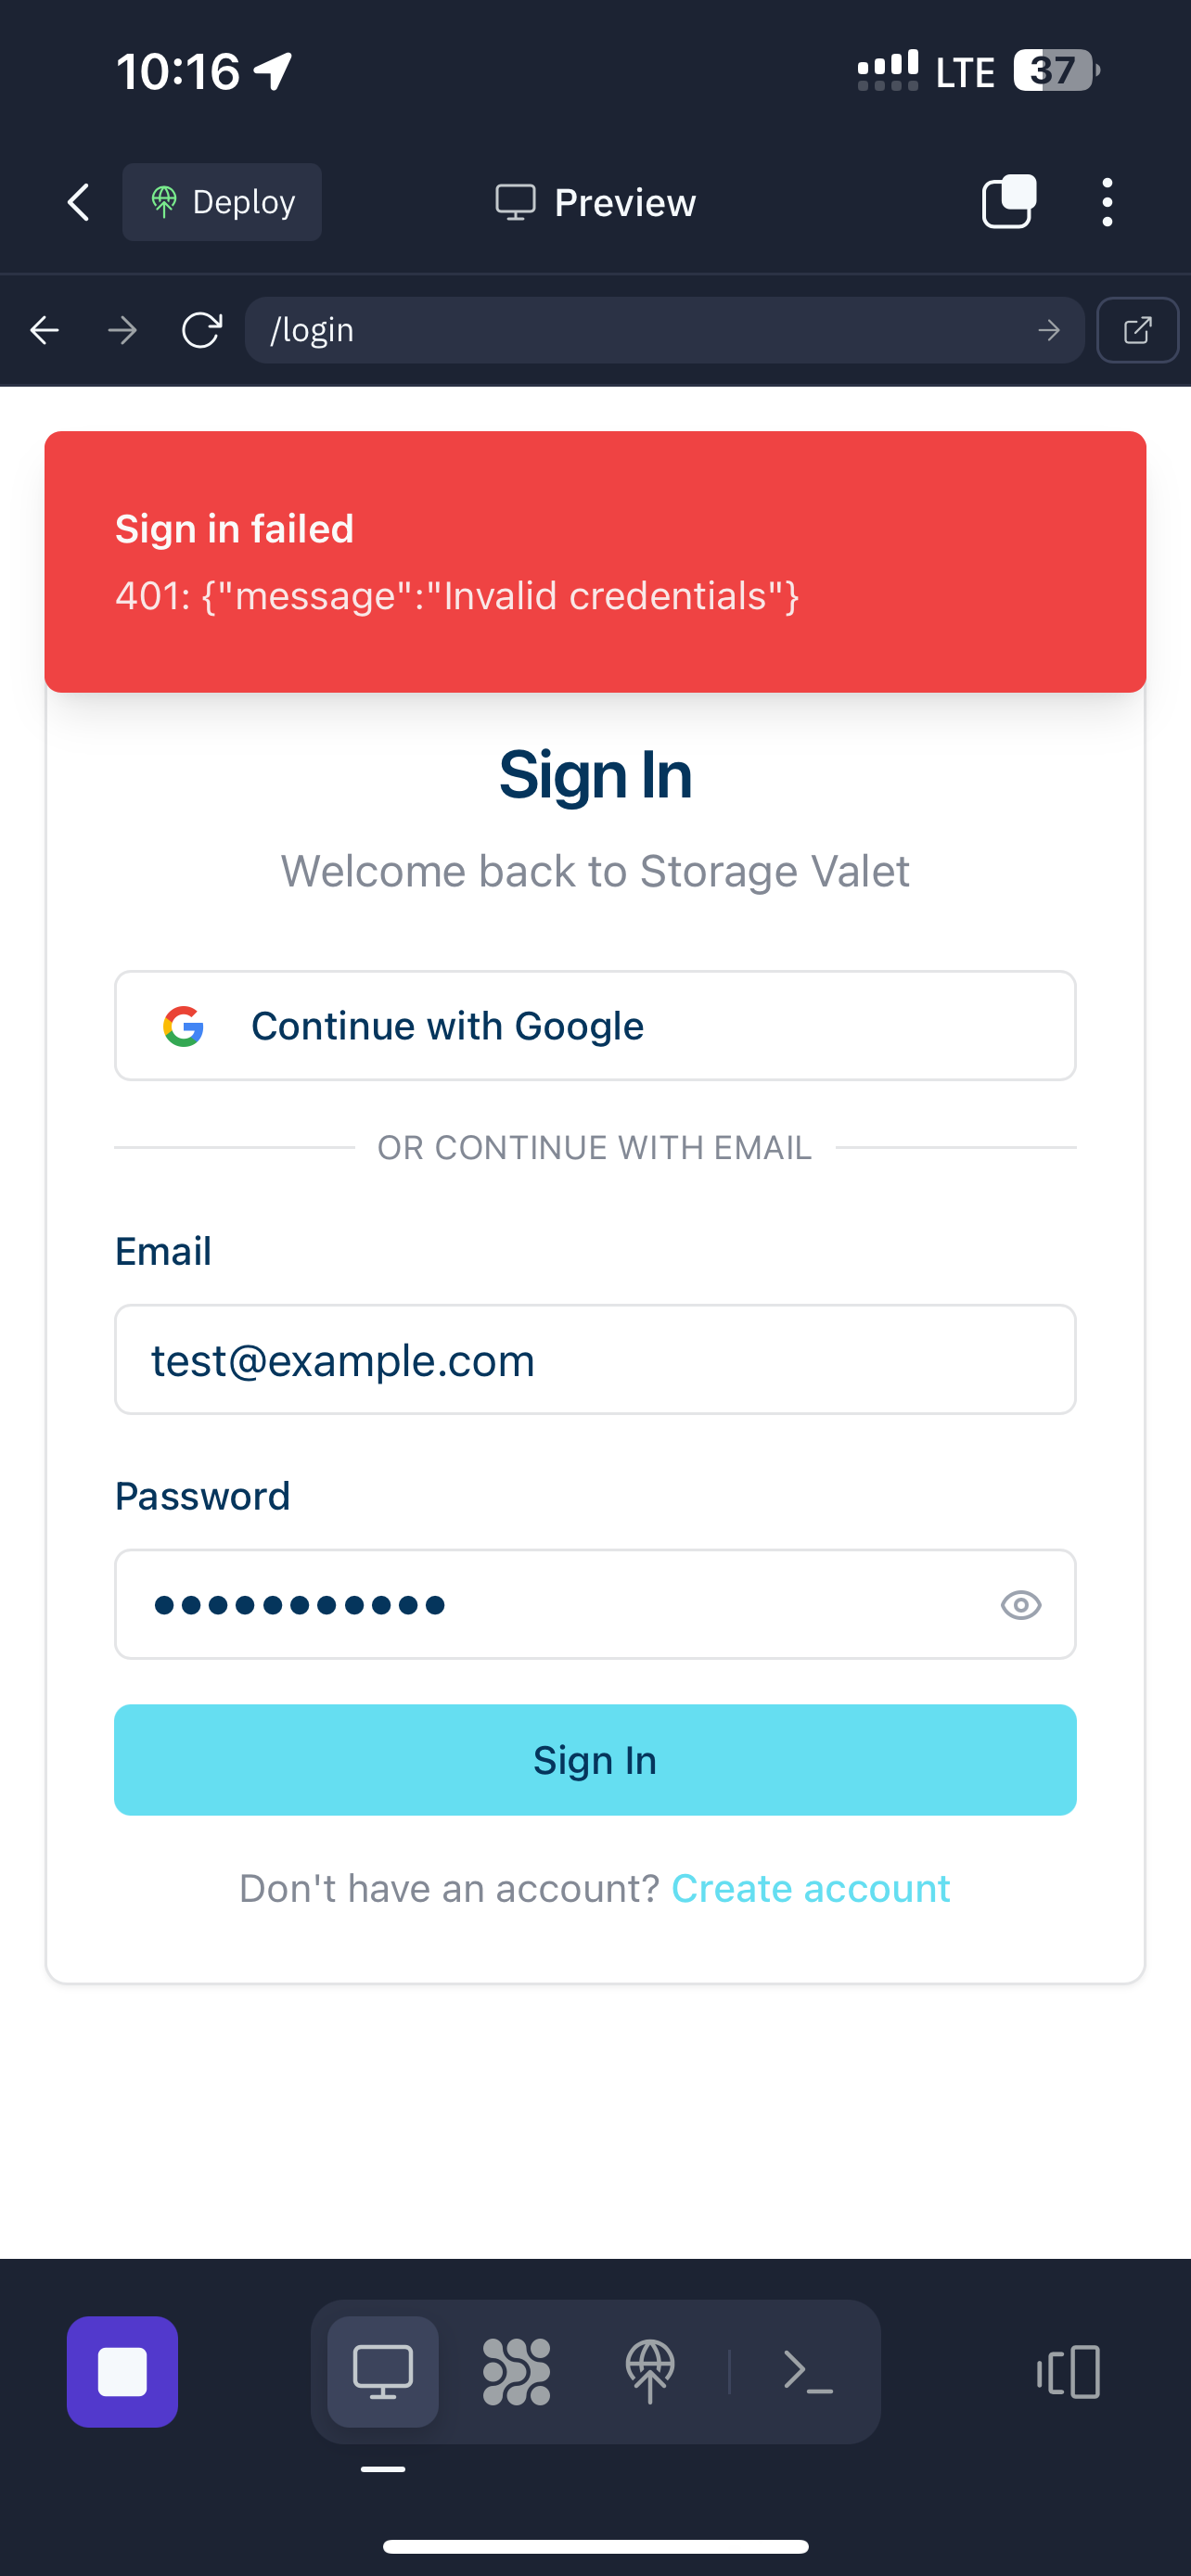 10:16
LTE
37
Deploy
Preview
/login
Sign in failed
401: {"message":"Invalid credentials"}
Sign In
Welcome back to Storage Valet
Continue with Google
OR CONTINUE WITH EMAIL
Email
test@example.com
Password
Sign In
Don't have an account? Create account